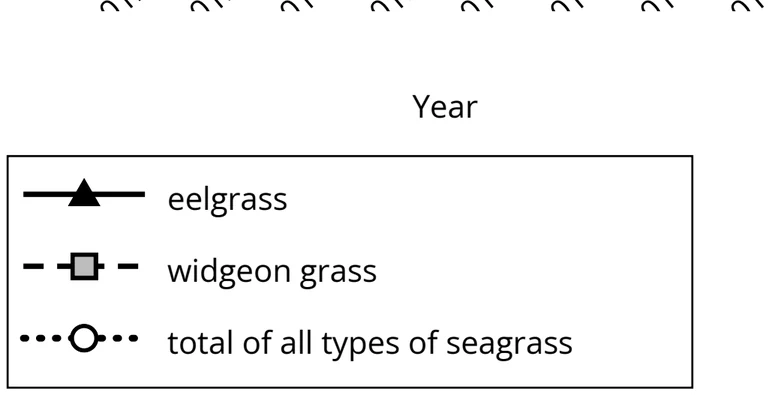 Year
eelgrass
widgeon grass
total of all types of seagrass